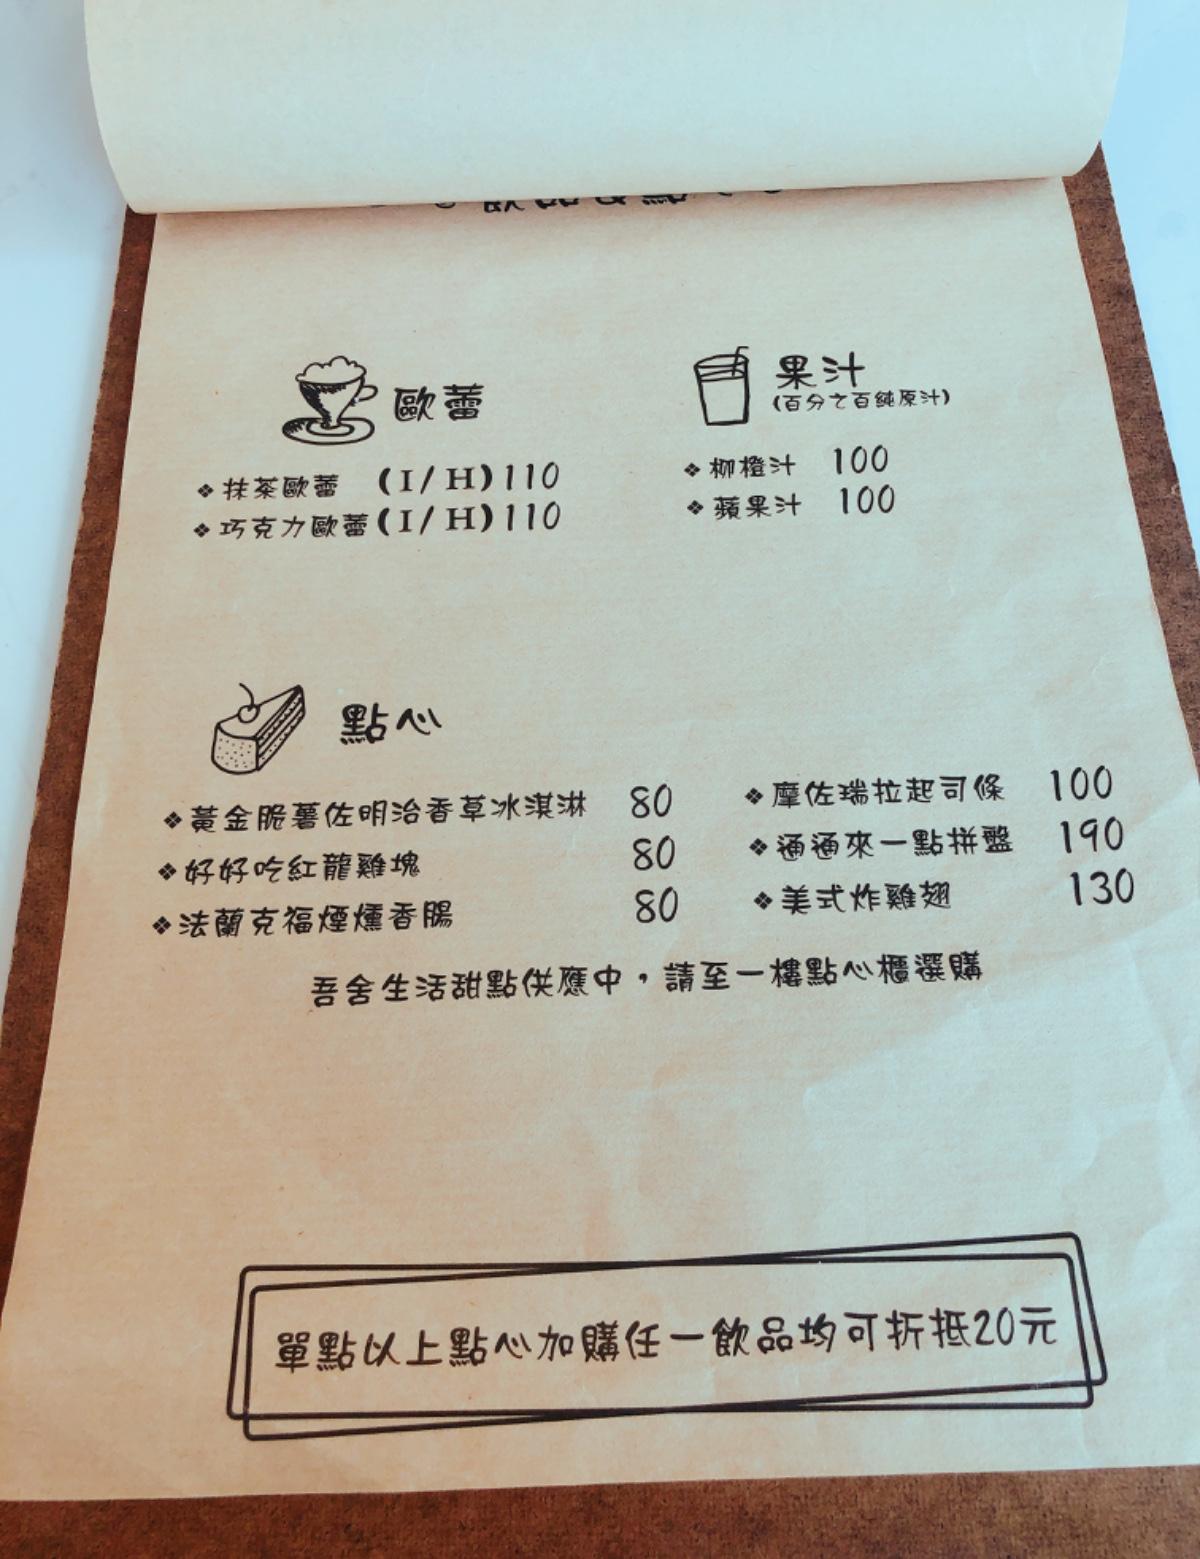 飲品&點
歐蕾
抹茶歐蕾 (I/H)110
巧克力歐蕾(I/H)110
果汁
(百分之百純原汁)
柳橙汁 100
蘋果汁 100
點心
黃金脆薯佐明治香草冰淇淋 80
好好吃紅龍雞塊 80
法蘭克福煙燻香腸 80
摩佐瑞拉起司條 100
通通來一點拼盤 190
美式炸雞翅 130
吾舍生活甜點供應中，請至一樓點心櫃選購
單點以上點心加購任一飲品均可折抵20元